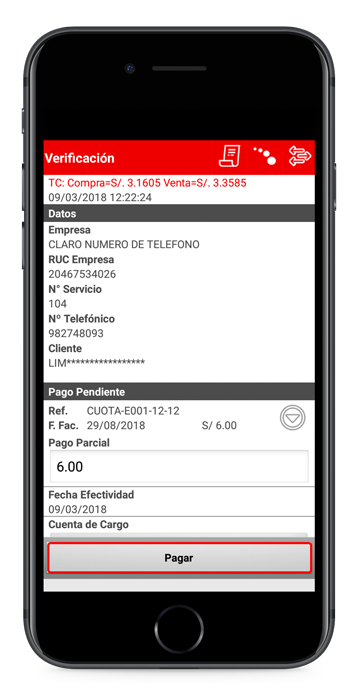 Verificación
TC: Compra=S/. 3.1605 Venta=S/. 3.3585
09/03/2018 12:22:24
Datos
Empresa
CLARO NUMERO DE TELEFONO
RUC Empresa
20467534026
N° Servicio
104
Nº Telefónico
982748093
Cliente
LIM*****************
Pago Pendiente
Ref. CUOTA-E001-12-12
F. Fac. 29/08/2018 S/ 6.00
Pago Parcial
6.00
Fecha Efectividad
09/03/2018
Cuenta de Cargo
Pagar